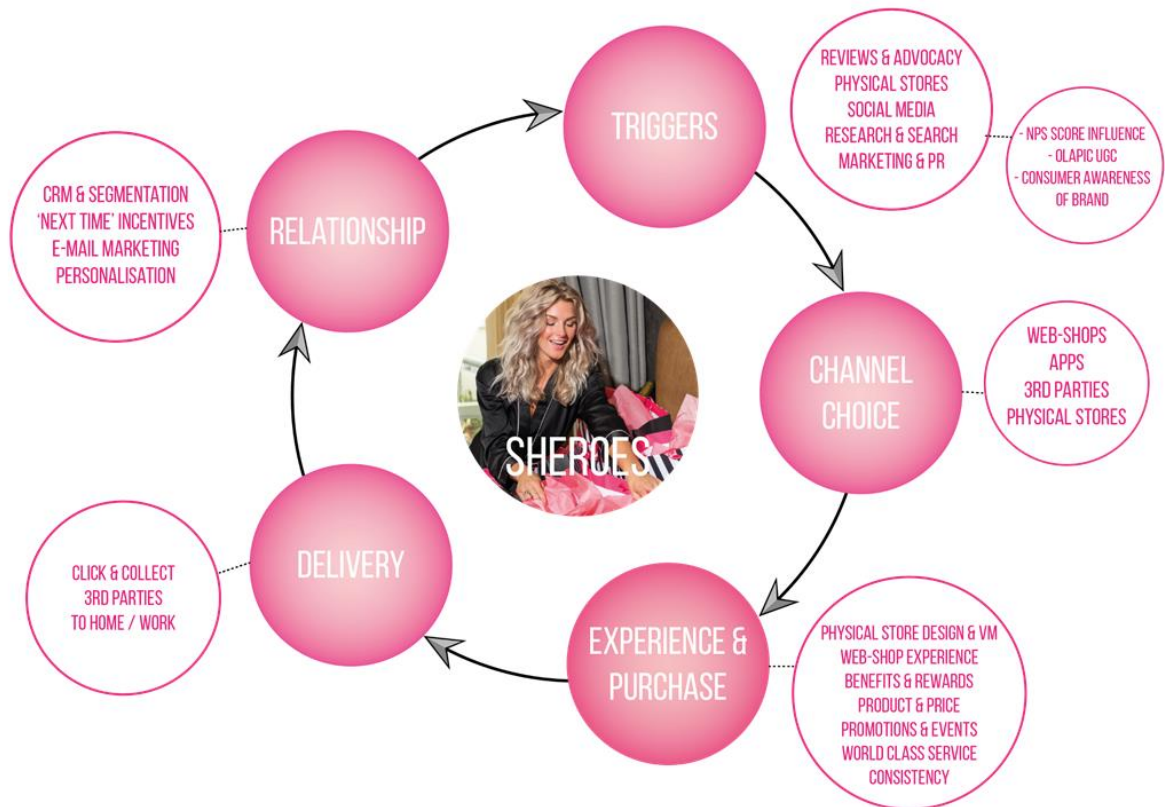 TRIGGERS
REVIEWS & ADVOCACY
PHYSICAL STORES
SOCIAL MEDIA
RESEARCH & SEARCH
MARKETING & PR
- NPS SCORE INFLUENCE
- OLAPIC UGC
- CONSUMER AWARENESS
OF BRAND
CHANNEL
CHOICE
WEB-SHOPS
APPS
3RD PARTIES
PHYSICAL STORES
EXPERIENCE &
PURCHASE
PHYSICAL STORE DESIGN & VM
WEB-SHOP EXPERIENCE
BENEFITS & REWARDS
PRODUCT & PRICE
PROMOTIONS & EVENTS
WORLD CLASS SERVICE
CONSISTENCY
DELIVERY
CLICK & COLLECT
3RD PARTIES
TO HOME / WORK
RELATIONSHIP
CRM & SEGMENTATION
'NEXT TIME' INCENTIVES
E-MAIL MARKETING
PERSONALISATION
SHEROES